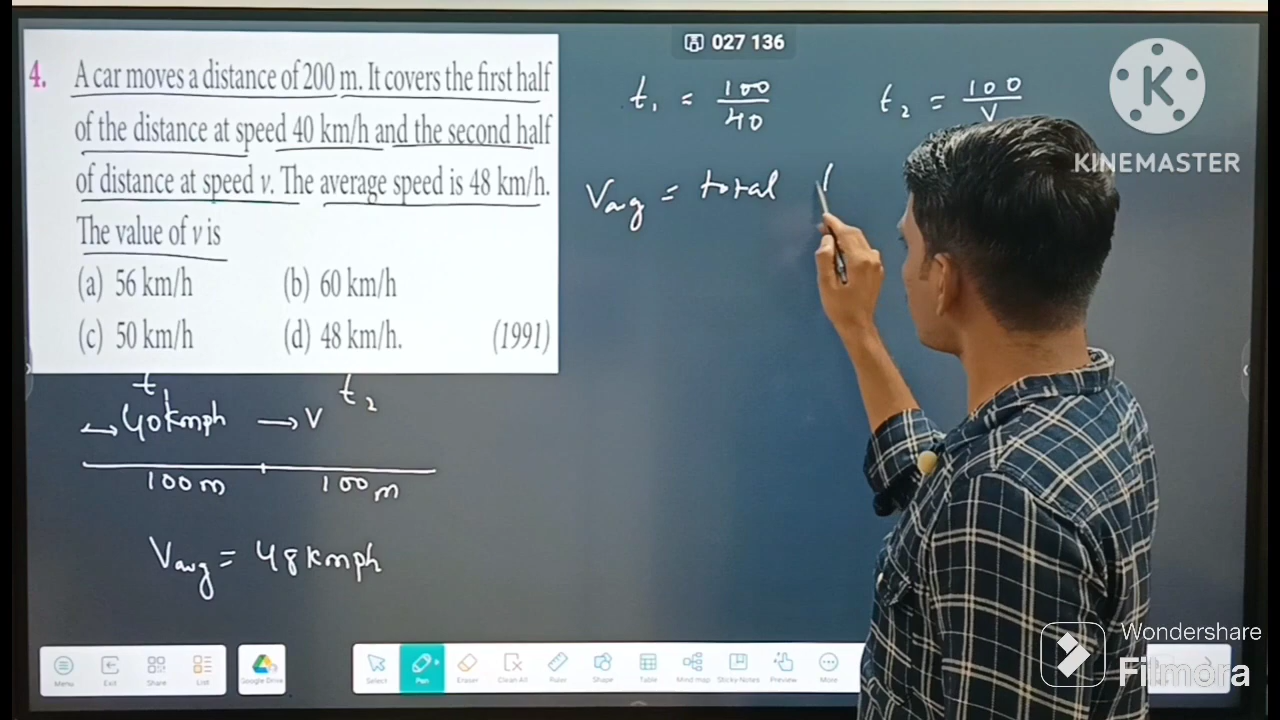 027 136
KINEMASTER
4. A car moves a distance of 200 m. It covers the first half
of the distance at speed 40 km/h and the second half
of distance at speed v. The average speed is 48 km/h.
The value of v is
(a) 56 km/h (b) 60 km/h
(c) 50 km/h (d) 48 km/h. (1991)
t₁ = 100/40 t₂ = 100/V
Vavg = total
t₁ t₂
→ 40kmph → V
100m 100m
Vavg = 48kmph
Menu Exit Share List Google Drive Select Pen Eraser Clean All Ruler Shape Table Mind map Sticky Notes Preview More
Wondershare
Filmora